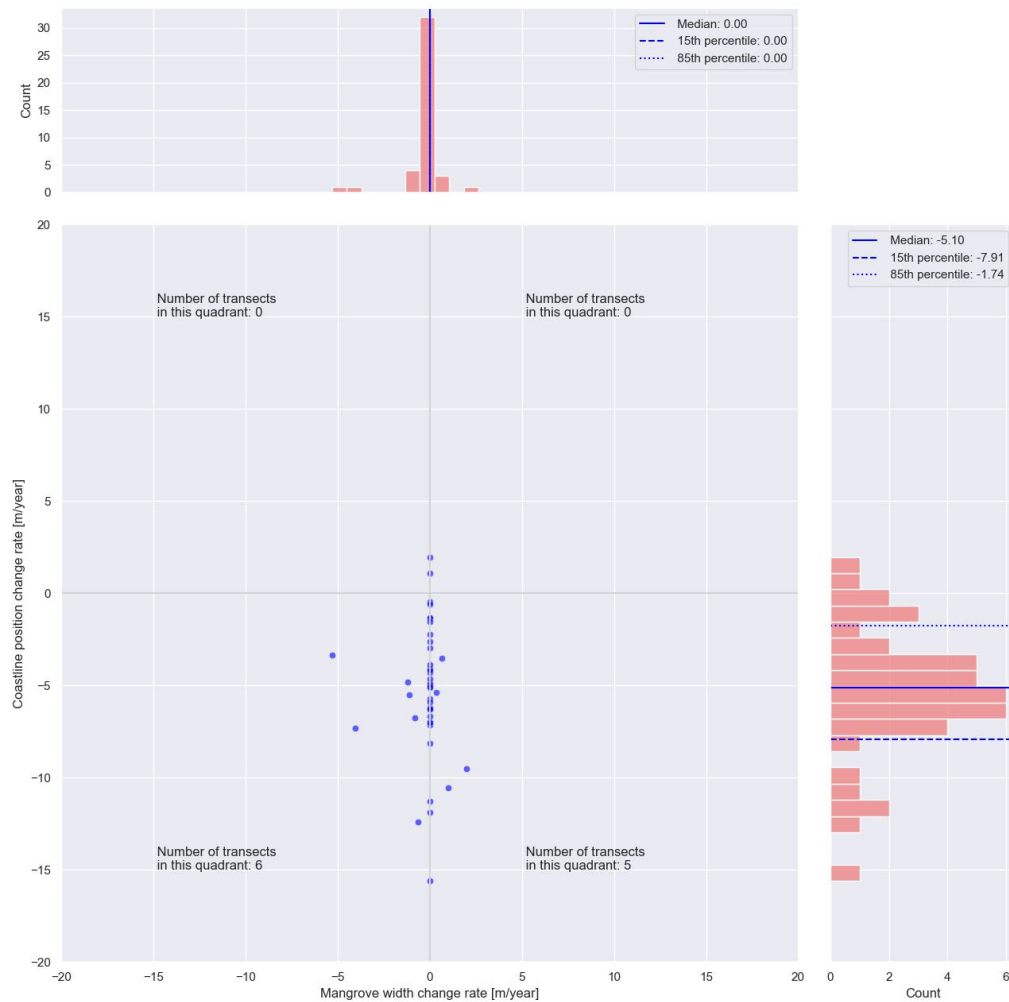 30
25
20
15
10
5
0
Count
Median: 0.00
15th percentile: 0.00
85th percentile: 0.00
20
15
10
5
0
−5
−10
−15
−20
Coastline position change rate [m/year]
Number of transects
in this quadrant: 0
Number of transects
in this quadrant: 0
Number of transects
in this quadrant: 6
Number of transects
in this quadrant: 5
−20
−15
−10
−5
0
5
10
15
20
Mangrove width change rate [m/year]
Median: -5.10
15th percentile: -7.91
85th percentile: -1.74
0
2
4
6
Count